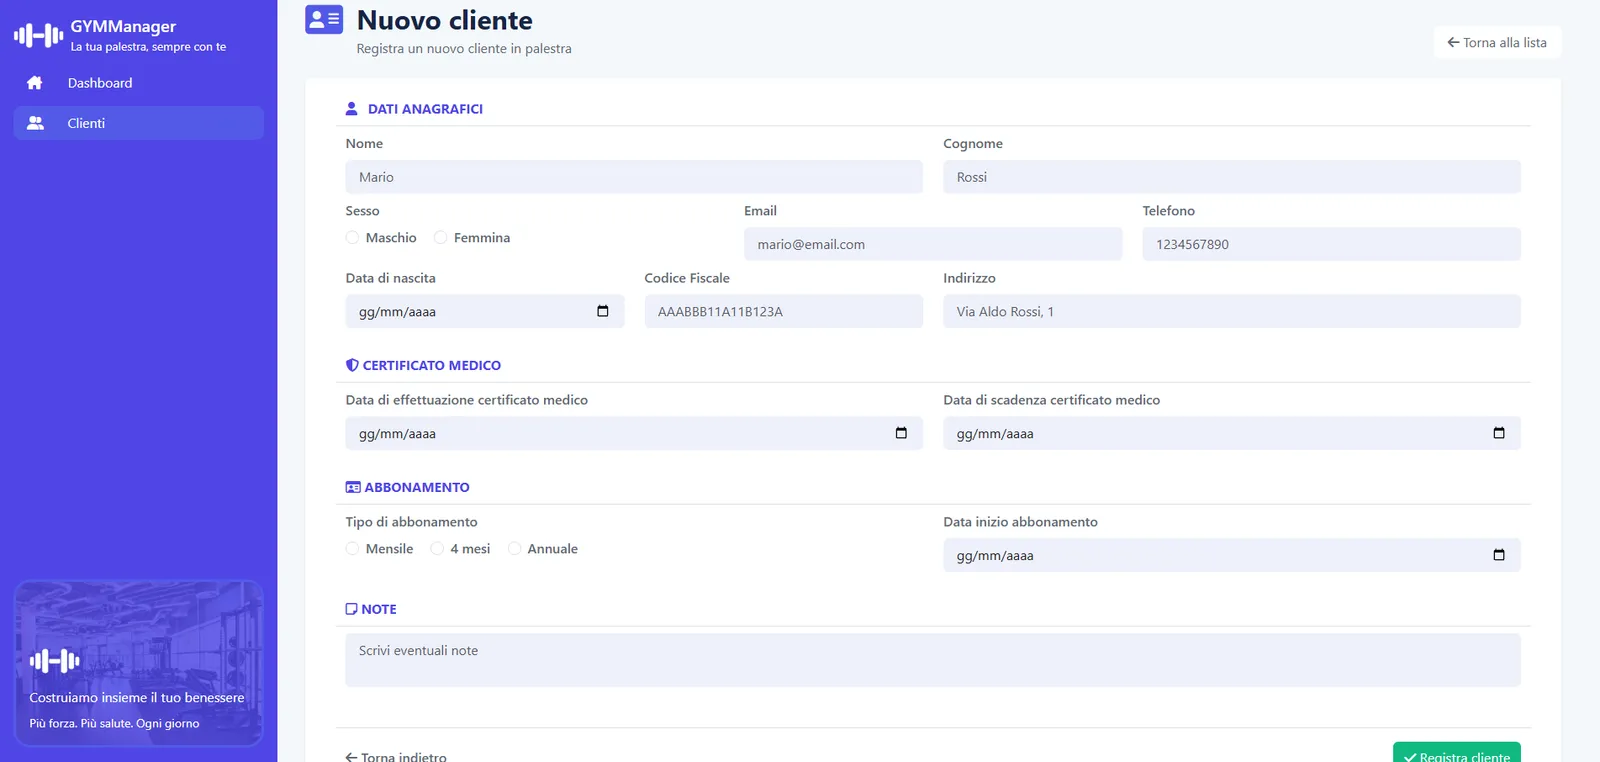 GYMManager
La tua palestra, sempre con te
Dashboard
Clienti
Costruiamo insieme il tuo benessere
Più forza. Più salute. Ogni giorno
Nuovo cliente
Registra un nuovo cliente in palestra
Torna alla lista
DATI ANAGRAFICI
Nome Cognome
Mario Rossi
Sesso Email Telefono
Maschio Femmina mario@email.com 1234567890
Data di nascita Codice Fiscale Indirizzo
gg/mm/aaaa AAABBB11A11B123A Via Aldo Rossi, 1
CERTIFICATO MEDICO
Data di effettuazione certificato medico Data di scadenza certificato medico
gg/mm/aaaa gg/mm/aaaa
ABBONAMENTO
Tipo di abbonamento Data inizio abbonamento
Mensile 4 mesi Annuale gg/mm/aaaa
NOTE
Scrivi eventuali note
Torna indietro Registra cliente